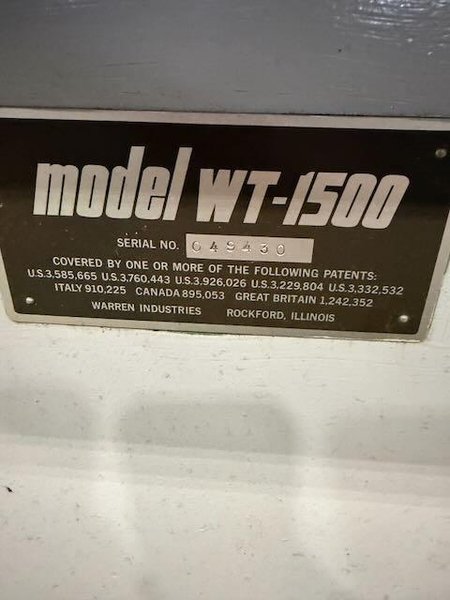 model WT-1500
SERIAL NO. 049430
COVERED BY ONE OR MORE OF THE FOLLOWING PATENTS:
U.S.3,585,665 U.S.3,760,443 U.S.3,926,026 U.S.3,229,804 U.S.3,332,532
ITALY 910,225 CANADA 895,053 GREAT BRITAIN 1,242,352
WARREN INDUSTRIES ROCKFORD, ILLINOIS